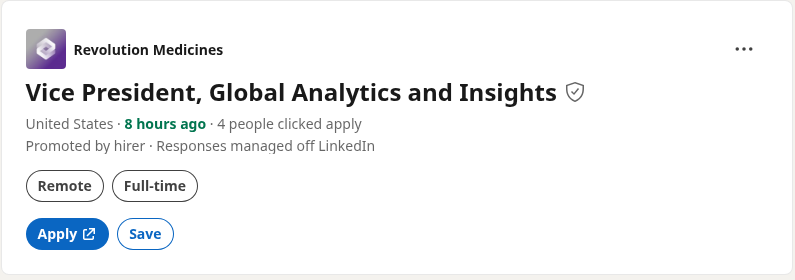 Revolution Medicines
Vice President, Global Analytics and Insights
United States · 8 hours ago · 4 people clicked apply
Promoted by hirer · Responses managed off LinkedIn
Remote Full-time
Apply Save